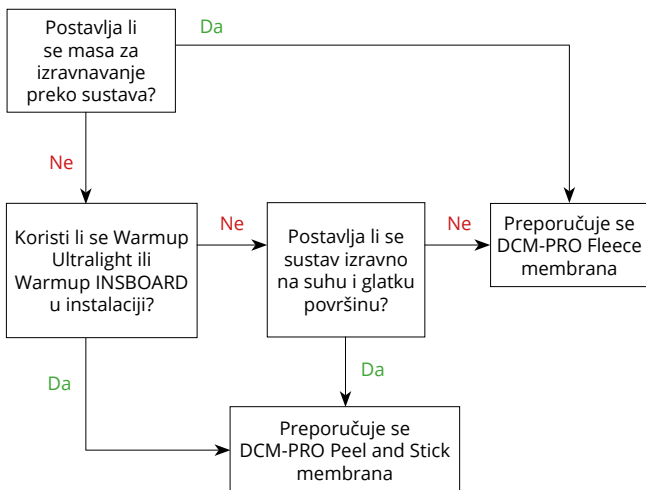 Postavlja li
se masa za
izravnavanje
preko sustava?
Da
Ne
Koristi li se Warmup
Ultralight ili
Warmup INSBOARD
u instalaciji?
Ne
Postavlja li se
sustav izravno
na suhu i glatku
površinu?
Ne
Preporučuje se
DCM-PRO Fleece
membrana
Da
Da
Preporučuje se
DCM-PRO Peel and Stick
membrana